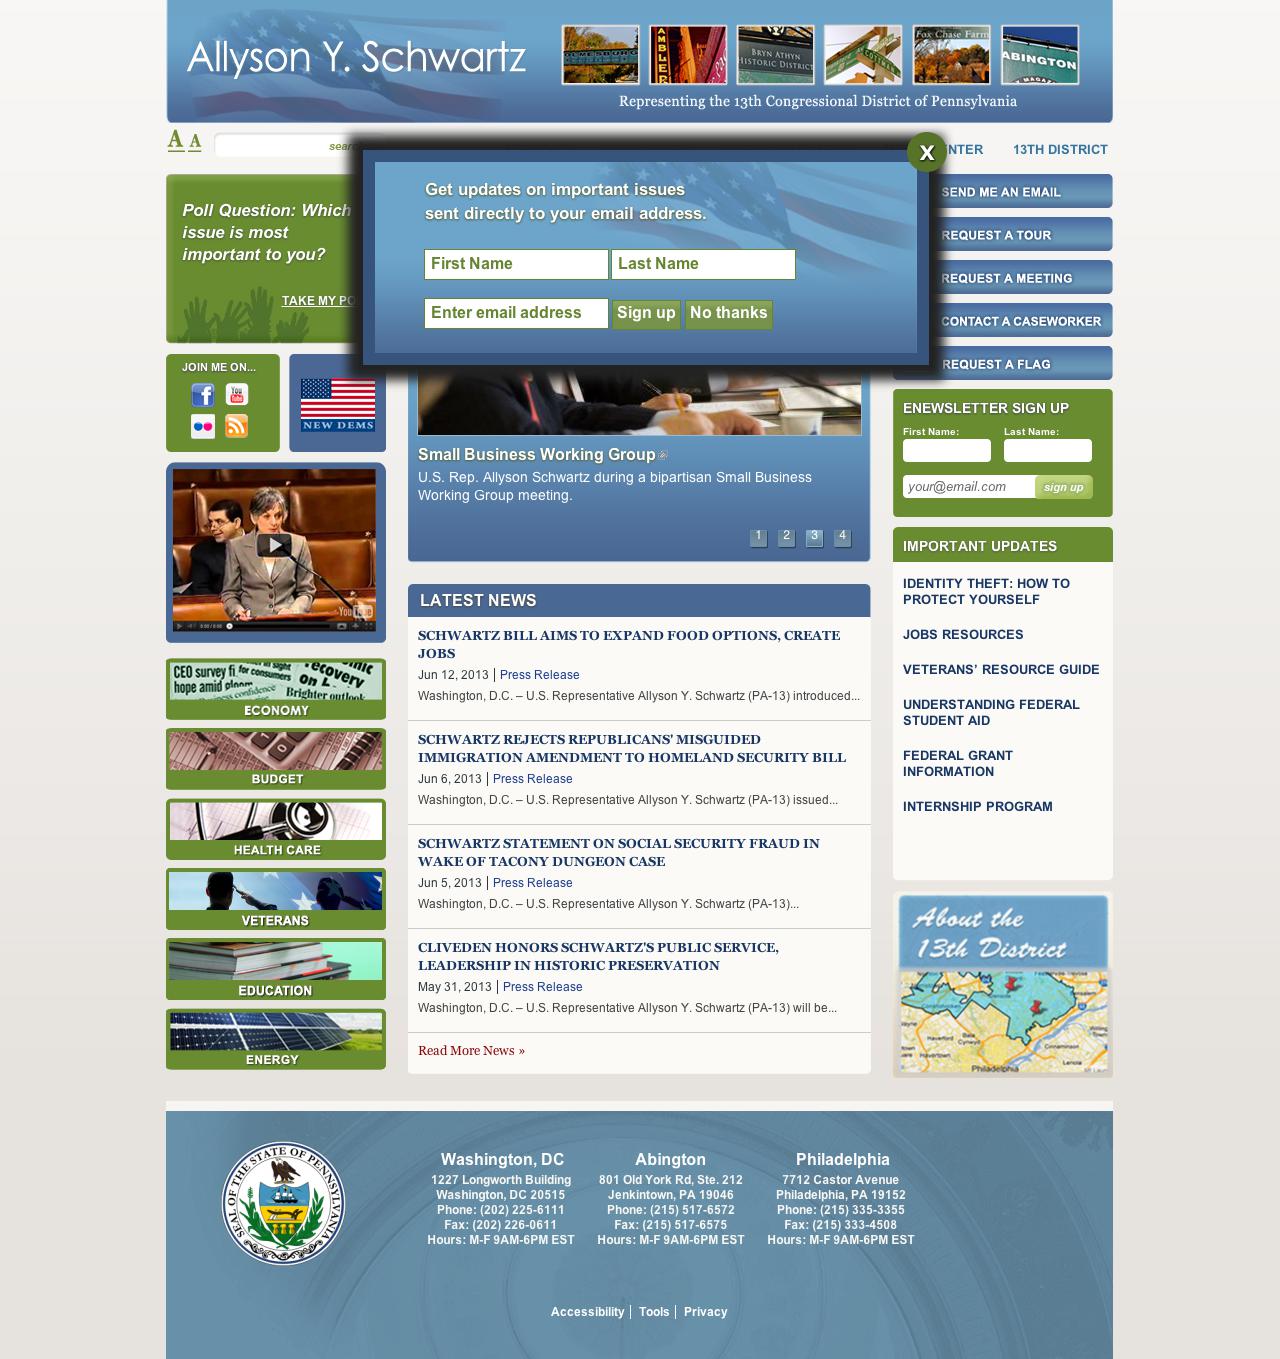 Allyson Y. Schwartz
AMBLER
BRYN ATHYN
HISTORIC DISTRICT
Fox Chase Farm
ABINGTON
Representing the 13th Congressional District of Pennsylvania
A A
X
13TH DISTRICT
Poll Question: Which
issue is most
important to you?
TAKE MY
Get updates on important issues
sent directly to your email address.
First Name
Last Name
Enter email address
Sign up
No thanks
SEND ME AN EMAIL
REQUEST A TOUR
REQUEST A MEETING
CONTACT A CASEWORKER
REQUEST A FLAG
JOIN ME ON...
You
Tube
NEW DEMS
YouTube
Small Business Working Group
U.S. Rep. Allyson Schwartz during a bipartisan Small Business
Working Group meeting.
1 2 3 4
ENEWSLETTER SIGN UP
First Name:
Last Name:
your@email.com
sign up
IMPORTANT UPDATES
IDENTITY THEFT: HOW TO
PROTECT YOURSELF
JOBS RESOURCES
VETERANS’ RESOURCE GUIDE
UNDERSTANDING FEDERAL
STUDENT AID
FEDERAL GRANT
INFORMATION
INTERNSHIP PROGRAM
About the
13th District
Philadelphia
CEO survey
for consumers
hope amid
recovery
Brighter outlook
ECONOMY
BUDGET
HEALTH CARE
VETERANS
EDUCATION
ENERGY
LATEST NEWS
SCHWARTZ BILL AIMS TO EXPAND FOOD OPTIONS, CREATE
JOBS
Jun 12, 2013 | Press Release
Washington, D.C. – U.S. Representative Allyson Y. Schwartz (PA-13) introduced...
SCHWARTZ REJECTS REPUBLICANS' MISGUIDED
IMMIGRATION AMENDMENT TO HOMELAND SECURITY BILL
Jun 6, 2013 | Press Release
Washington, D.C. – U.S. Representative Allyson Y. Schwartz (PA-13) issued...
SCHWARTZ STATEMENT ON SOCIAL SECURITY FRAUD IN
WAKE OF TACONY DUNGEON CASE
Jun 5, 2013 | Press Release
Washington, D.C. – U.S. Representative Allyson Y. Schwartz (PA-13)...
CLIVEDEN HONORS SCHWARTZ'S PUBLIC SERVICE,
LEADERSHIP IN HISTORIC PRESERVATION
May 31, 2013 | Press Release
Washington, D.C. – U.S. Representative Allyson Y. Schwartz (PA-13) will be...
Read More News »
SEAL OF THE STATE OF PENNSYLVANIA
Washington, DC
1227 Longworth Building
Washington, DC 20515
Phone: (202) 225-6111
Fax: (202) 226-0611
Hours: M-F 9AM-6PM EST
Abington
801 Old York Rd, Ste. 212
Jenkintown, PA 19046
Phone: (215) 517-6572
Fax: (215) 517-6575
Hours: M-F 9AM-6PM EST
Philadelphia
7712 Castor Avenue
Philadelphia, PA 19152
Phone: (215) 335-3355
Fax: (215) 333-4508
Hours: M-F 9AM-6PM EST
Accessibility | Tools | Privacy